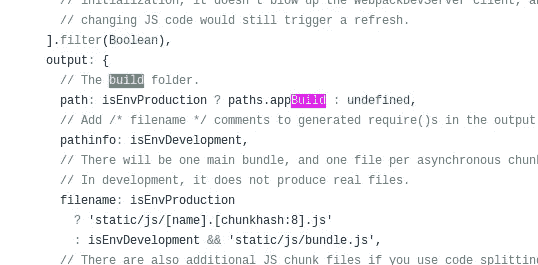 // initialization, it doesn't blow up the WebpackDevServer client, a
// changing JS code would still trigger a refresh.
].filter(Boolean),
output: {
// The build folder.
path: isEnvProduction ? paths.appBuild : undefined,
// Add /* filename */ comments to generated require()s in the output
pathinfo: isEnvDevelopment,
// There will be one main bundle, and one file per asynchronous chun
// In development, it does not produce real files.
filename: isEnvProduction
? 'static/js/[name].[chunkhash:8].js'
: isEnvDevelopment && 'static/js/bundle.js',
// There are also additional JS chunk files if you use code splittin